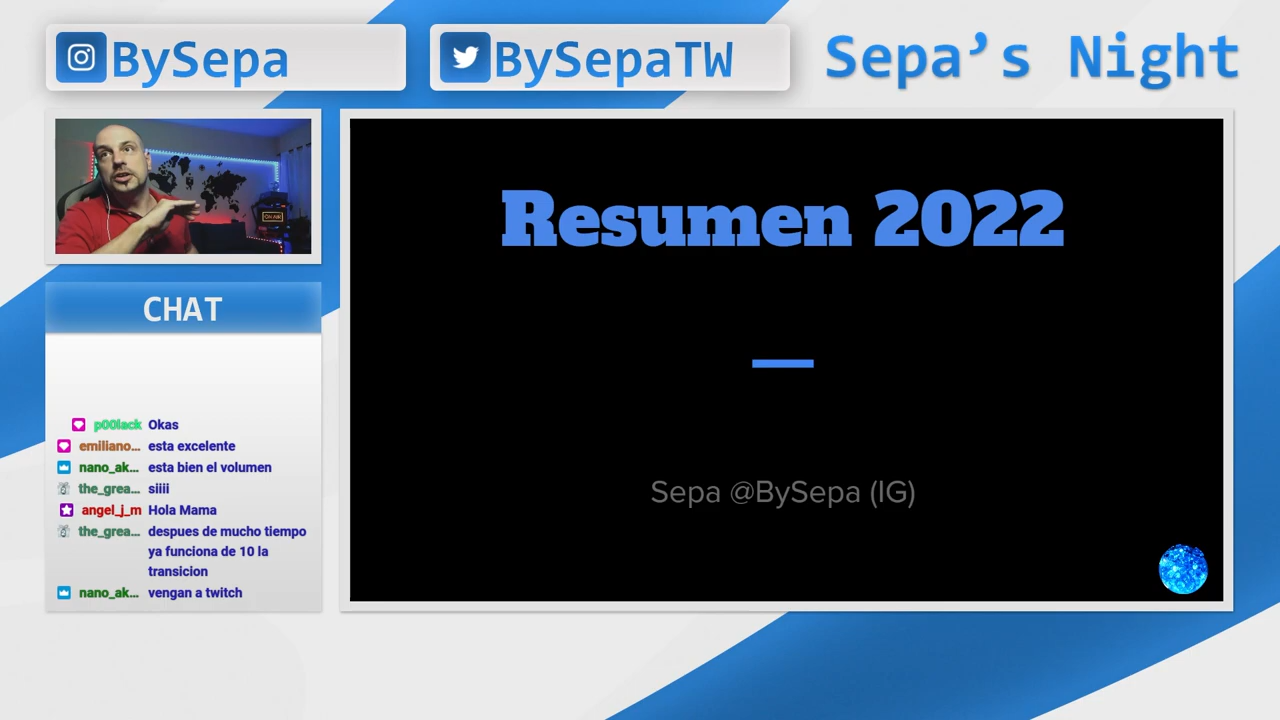 BySepa
BySepaTW
Sepa’s Night
ON AIR
Resumen 2022
Sepa @BySepa (IG)
CHAT
p00lack Okas
emiliano... esta excelente
nano_ak... esta bien el volumen
the_grea... siiii
angel_j_m Hola Mama
the_grea... despues de mucho tiempo
ya funciona de 10 la
transicion
nano_ak... vengan a twitch